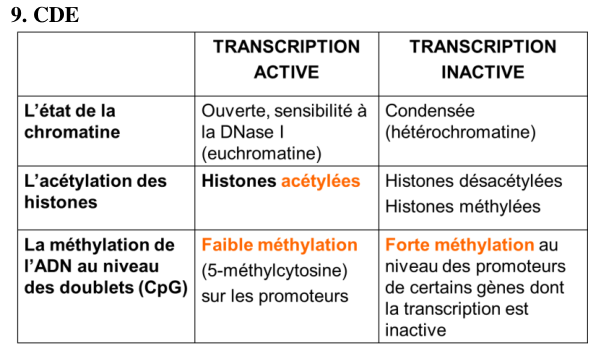 9. CDE
TRANSCRIPTION
ACTIVE
TRANSCRIPTION
INACTIVE
L'état de la
chromatine
Ouverte, sensibilité à
la DNase I
(euchromatine)
Condensée
(hétérochromatine)
L'acétylation des
histones
Histones acétylées
Histones désacétylées
Histones méthylées
La méthylation de
l'ADN au niveau
des doublets (CpG)
Faible méthylation
(5-méthylcytosine)
sur les promoteurs
Forte méthylation au
niveau des promoteurs
de certains gènes dont
la transcription est
inactive